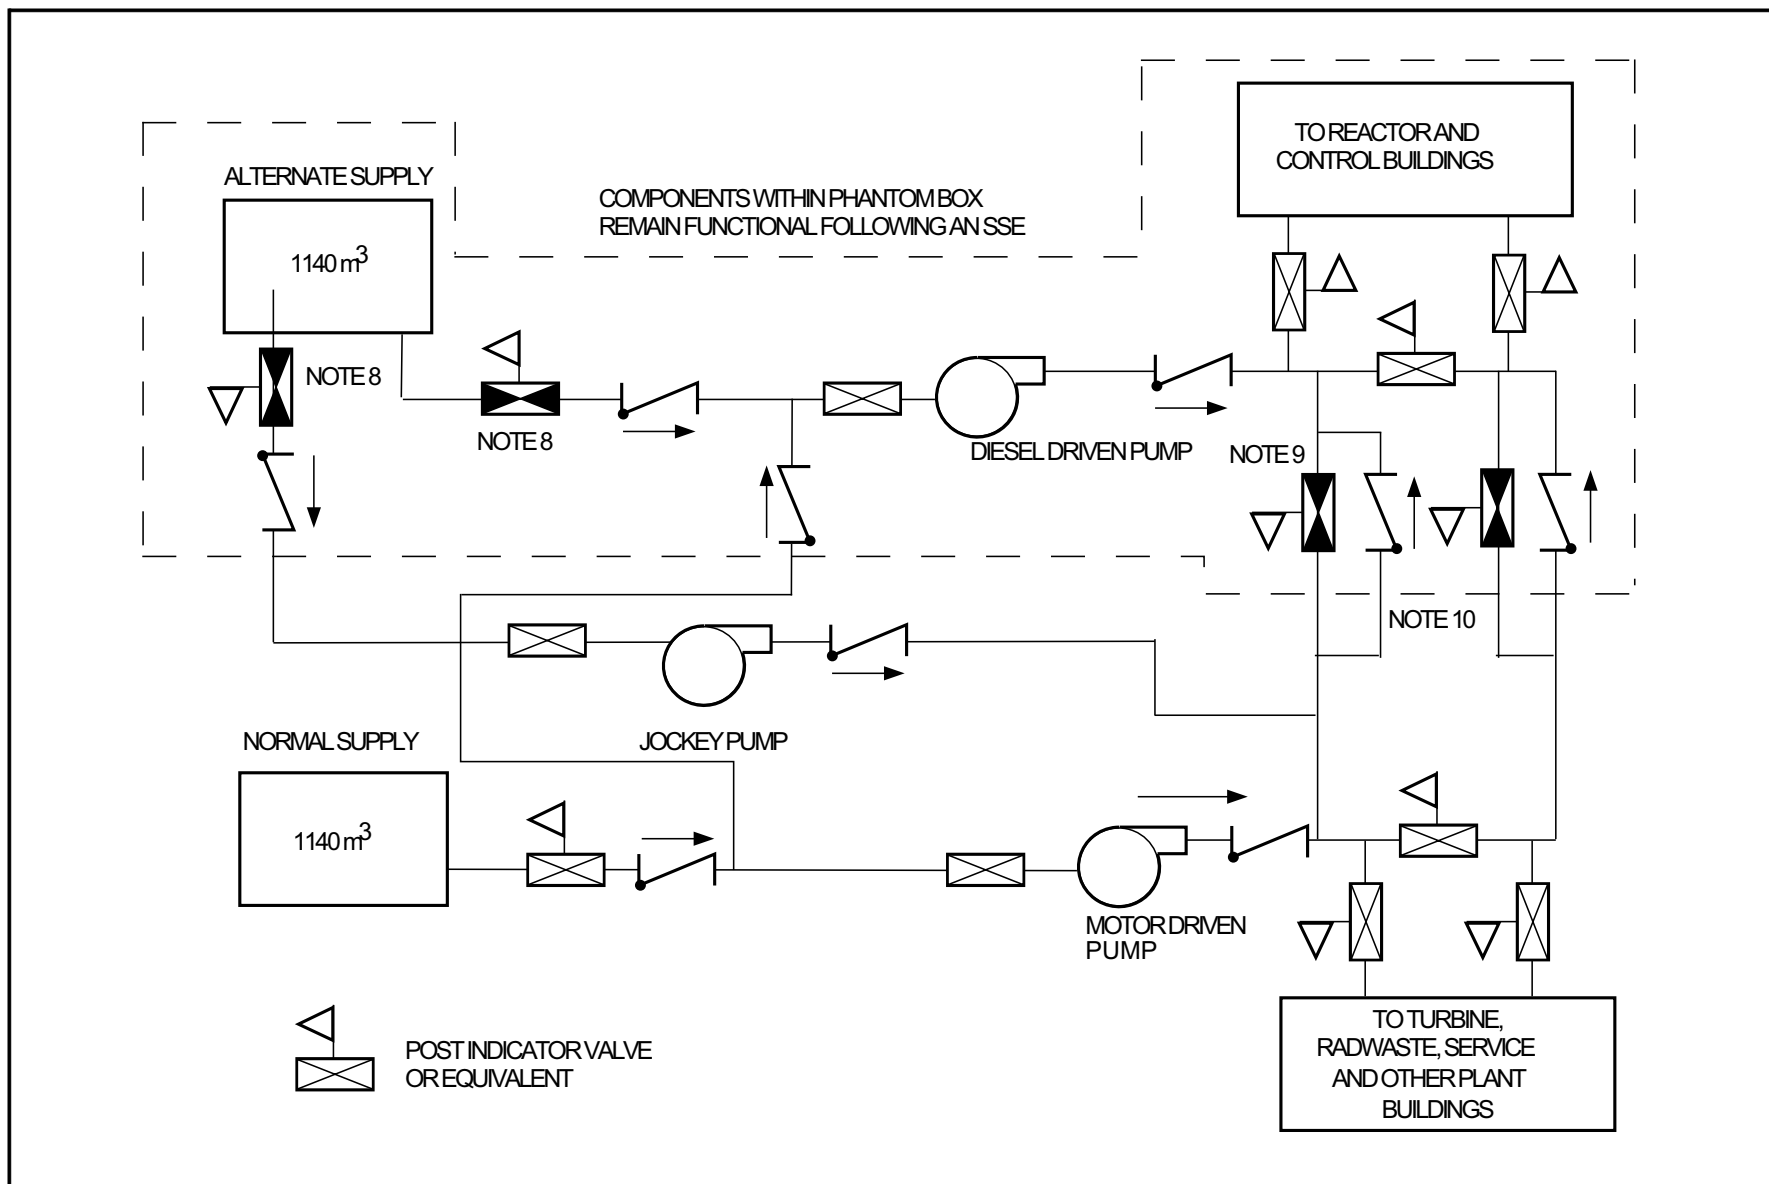 TO REACTOR AND
CONTROL BUILDINGS
ALTERNATE SUPPLY
1140 m3
COMPONENTS WITHIN PHANTOM BOX
REMAIN FUNCTIONAL FOLLOWING AN SSE
NOTE 8
NOTE 8
DIESEL DRIVEN PUMP
NOTE 9
NOTE 10
NORMAL SUPPLY
JOCKEY PUMP
1140 m3
MOTOR DRIVEN
PUMP
POST INDICATOR VALVE
OR EQUIVALENT
TO TURBINE,
RADWASTE, SERVICE
AND OTHER PLANT
BUILDINGS